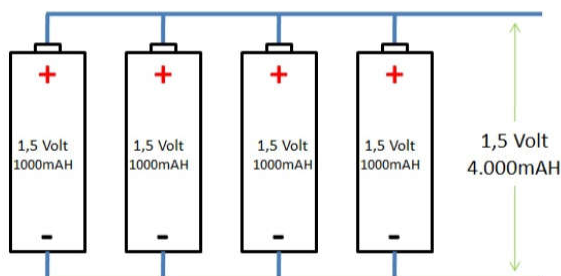 + + + +
1,5 Volt 1,5 Volt 1,5 Volt 1,5 Volt
1000mAH 1000mAH 1000mAH 1000mAH
1,5 Volt
4.000mAH
- - - -